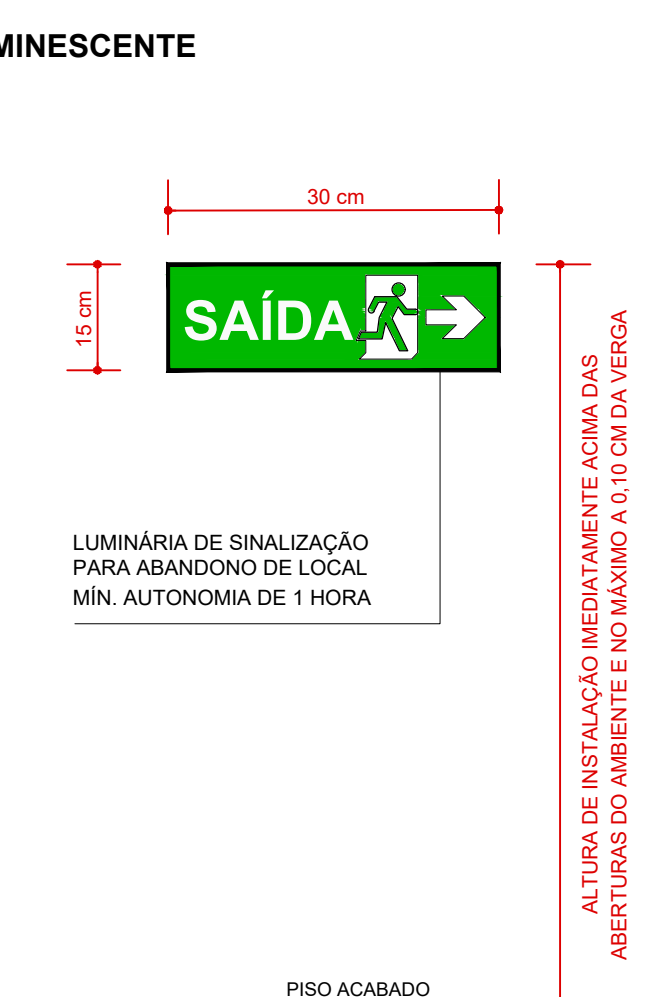 MINESCENTE
30 cm
15 cm
SAÍDA
LUMINÁRIA DE SINALIZAÇÃO
PARA ABANDONO DE LOCAL
MÍN. AUTONOMIA DE 1 HORA
ALTURA DE INSTALAÇÃO IMEDIATAMENTE ACIMA DAS
ABERTURAS DO AMBIENTE E NO MÁXIMO A 0,10 CM DA VERGA
PISO ACABADO